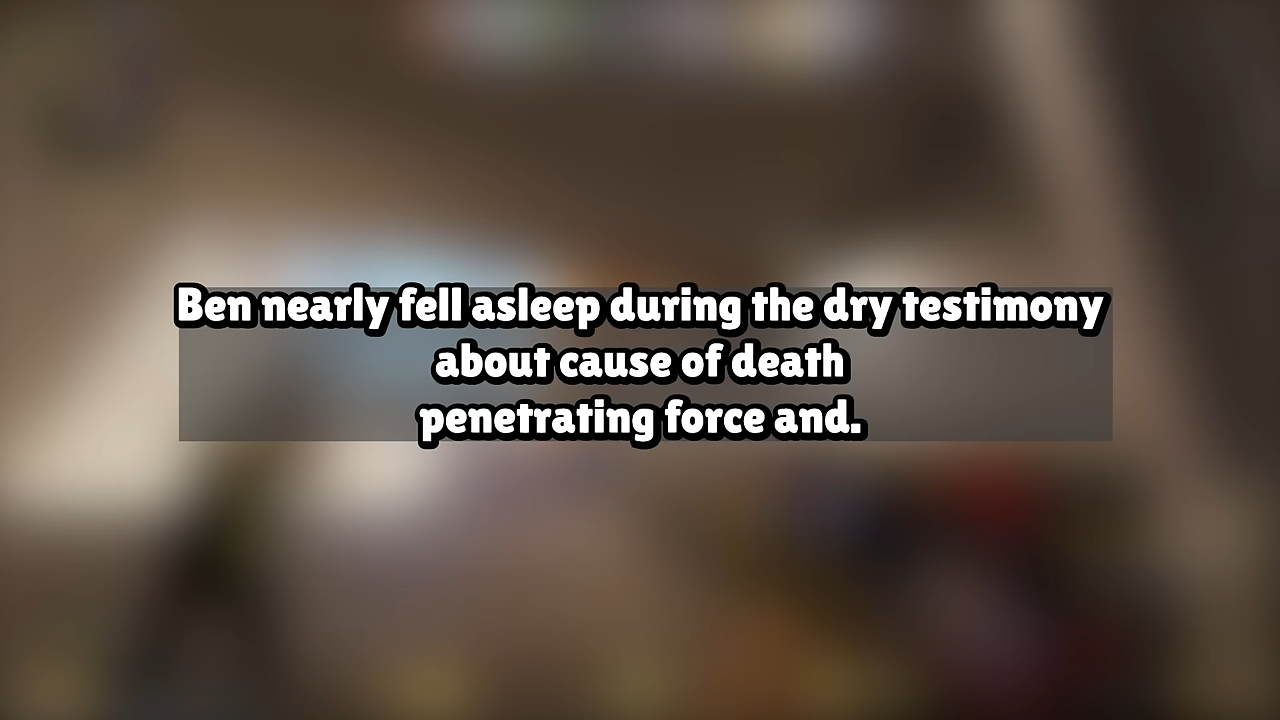 Ben nearly fell asleep during the dry testimony
about cause of death
penetrating force and.